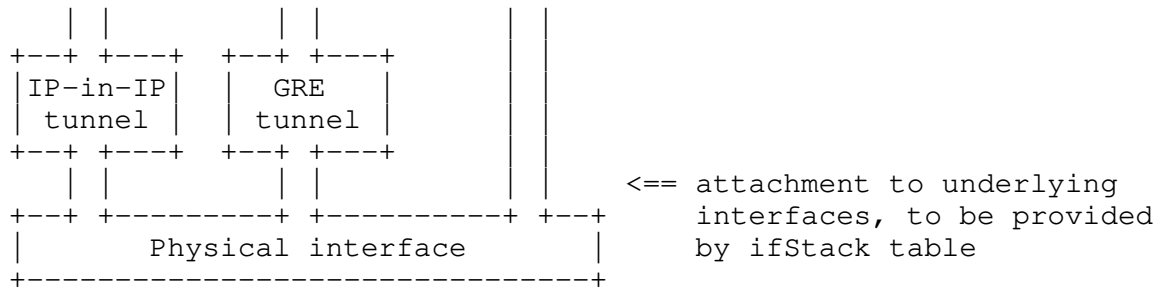 IP-in-IP GRE
tunnel tunnel
<== attachment to underlying
interfaces, to be provided
Physical interface by ifStack table